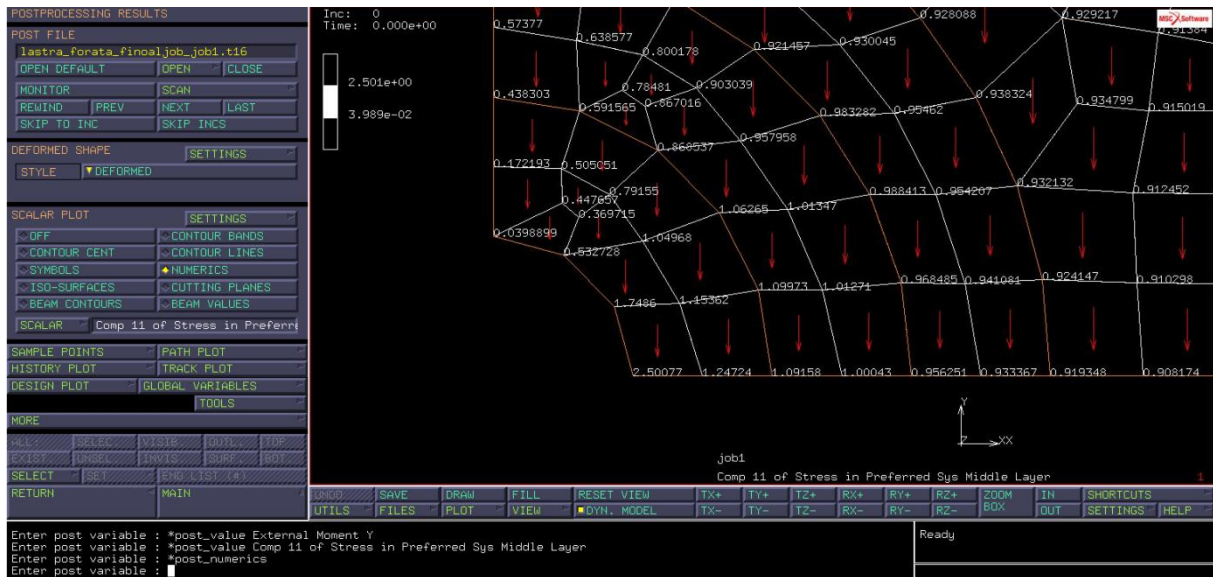 POSTPROCESSING RESULTS
POST FILE
lastra_forata_finoaljob_job1.t16
OPEN DEFAULT OPEN CLOSE
MONITOR SCAN
REWIND PREV NEXT LAST
SKIP TO INC SKIP INCS
DEFORMED SHAPE SETTINGS
STYLE DEFORMED
SCALAR PLOT SETTINGS
OFF CONTOUR BANDS
CONTOUR CENT CONTOUR LINES
SYMBOLS NUMERICS
ISO-SURFACES CUTTING PLANES
BEAM CONTOURS BEAM VALUES
SCALAR Comp 11 of Stress in Preferre
SAMPLE POINTS PATH PLOT
HISTORY PLOT TRACK PLOT
DESIGN PLOT GLOBAL VARIABLES
TOOLS
MORE
ALL: SELEC. VISIB. OUTL. TOP
EXIST. UNSEL. INVIS. SURF. BOT.
SELECT SET END LIST (#)
RETURN MAIN
Inc: 0
Time: 0.000e+00
2.501e+00
3.989e-02
MSC Software
0.928088 0.929217
0.57377 0.638577 0.921457 0.930045 0.91384
0.800178
0.78481 0.903039
0.438303 0.591565 0.867016 0.983282 0.95462 0.938324 0.934799 0.915019
0.868537 0.957958
0.172193 0.505051
0.447657 0.79155 0.988413 0.954207 0.932132 0.912452
0.369715 1.06265 1.01347
0.0398899 0.532728 1.04968
1.7486 1.15362 1.09973 1.01271 0.968485 0.941081 0.924147 0.910298
2.50077 1.24724 1.09158 1.00043 0.956251 0.933367 0.919348 0.908174
Y
Z XX
job1
Comp 11 of Stress in Preferred Sys Middle Layer
1
UNDO SAVE DRAW FILL RESET VIEW TX+ TY+ TZ+ RX+ RY+ RZ+ ZOOM BOX IN SHORTCUTS
UTILS FILES PLOT VIEW DYN. MODEL TX- TY- TZ- RX- RY- RZ- OUT SETTINGS HELP
Enter post variable : *post_value External Moment Y
Enter post variable : *post_value Comp 11 of Stress in Preferred Sys Middle Layer
Enter post variable : *post_numerics
Enter post variable :
Ready